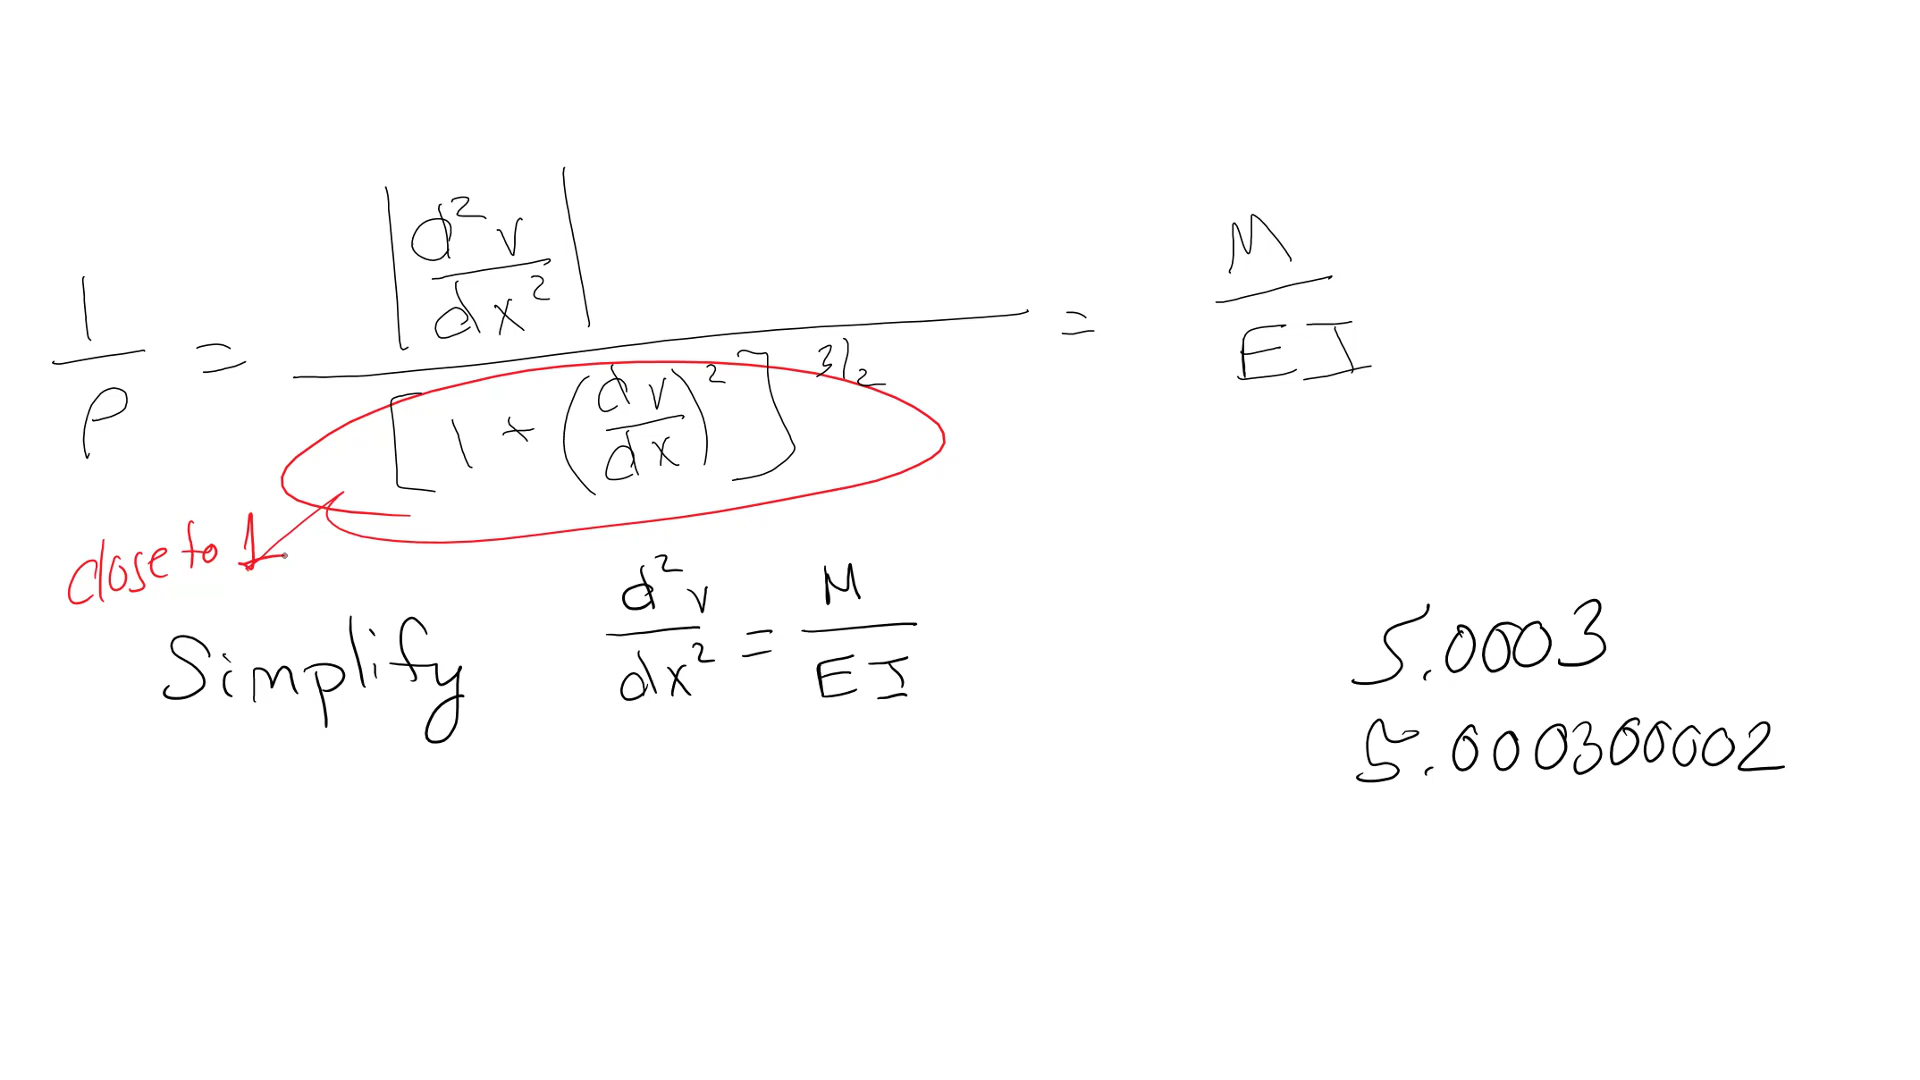 1/ρ = |d²v/dx²| / [1 + (dv/dx)²]^3/2 = M/EI
close to 1
Simplify d²v/dx² = M/EI
5.0003
5.000300002